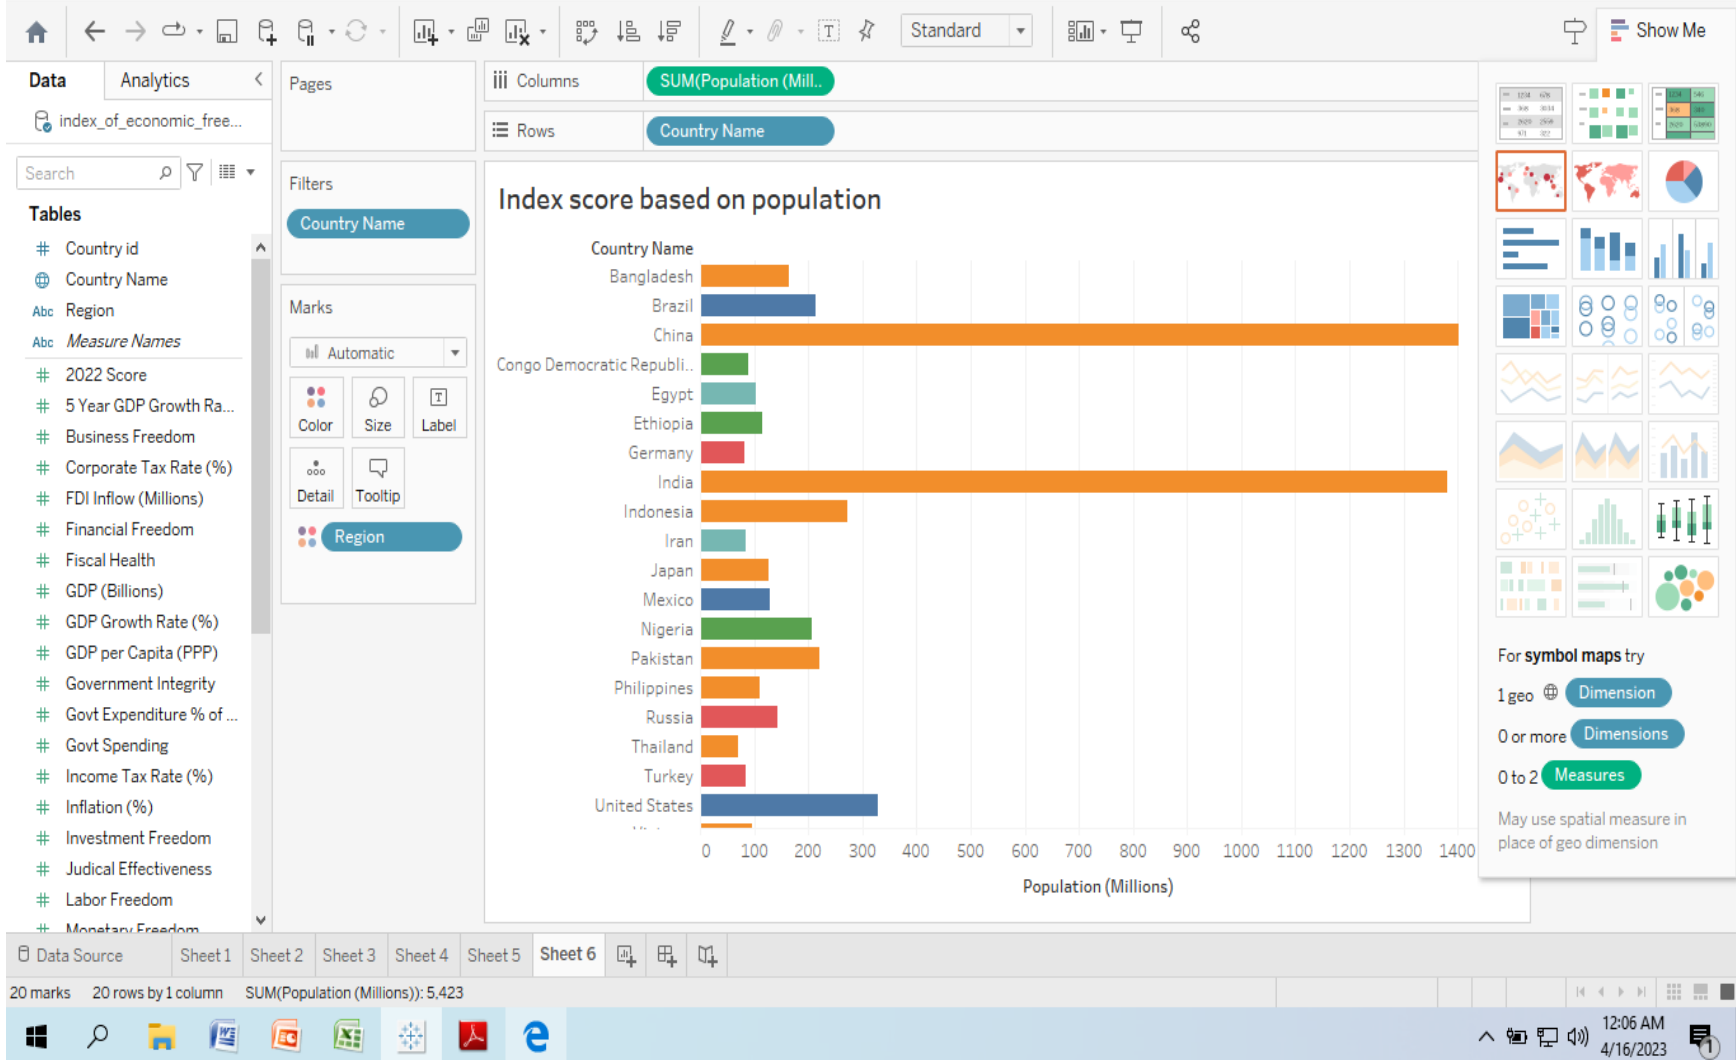 Standard
Show Me
Data
Analytics
index_of_economic_free...
Search
Tables
Country id
Country Name
Abc Region
Abc Measure Names
2022 Score
5 Year GDP Growth Ra...
Business Freedom
Corporate Tax Rate (%)
FDI Inflow (Millions)
Financial Freedom
Fiscal Health
GDP (Billions)
GDP Growth Rate (%)
GDP per Capita (PPP)
Government Integrity
Govt Expenditure % of ...
Govt Spending
Income Tax Rate (%)
Inflation (%)
Investment Freedom
Judical Effectiveness
Labor Freedom
Monetary Freedom
Pages
Filters
Country Name
Marks
Automatic
Color
Size
Label
Detail
Tooltip
Region
Columns
SUM(Population (Mill..
Rows
Country Name
Index score based on population
Country Name
Bangladesh
Brazil
China
Congo Democratic Republi..
Egypt
Ethiopia
Germany
India
Indonesia
Iran
Japan
Mexico
Nigeria
Pakistan
Philippines
Russia
Thailand
Turkey
United States
0 100 200 300 400 500 600 700 800 900 1000 1100 1200 1300 1400
Population (Millions)
For symbol maps try
1 geo Dimension
0 or more Dimensions
0 to 2 Measures
May use spatial measure in
place of geo dimension
Data Source
Sheet 1
Sheet 2
Sheet 3
Sheet 4
Sheet 5
Sheet 6
20 marks
20 rows by 1 column
SUM(Population (Millions)): 5,423
12:06 AM
4/16/2023
1